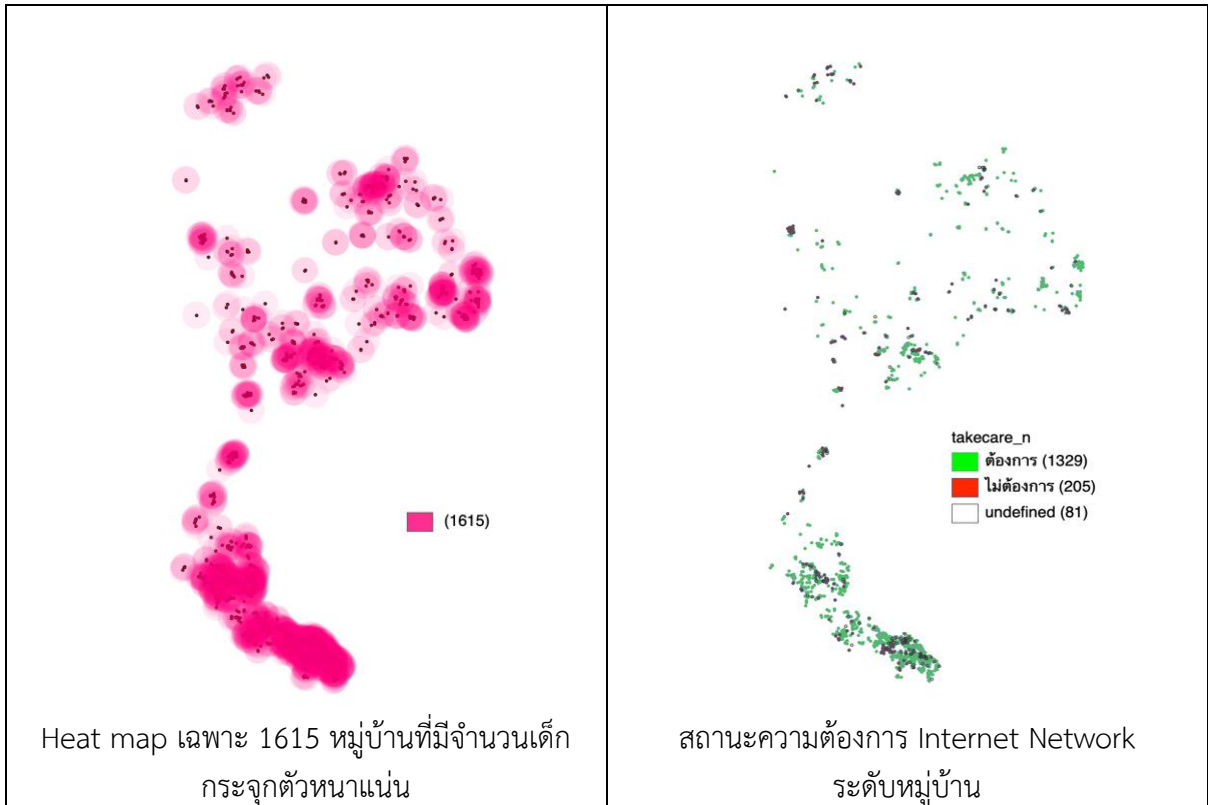 takecare_n
ต้องการ (1329)
ไม่ต้องการ (205)
undefined (81)
(1615)
Heat map เฉพาะ 1615 หมู่บ้านที่มีจำนวนเด็ก
กระจุกตัวหนาแน่น
สถานะความต้องการ Internet Network
ระดับหมู่บ้าน